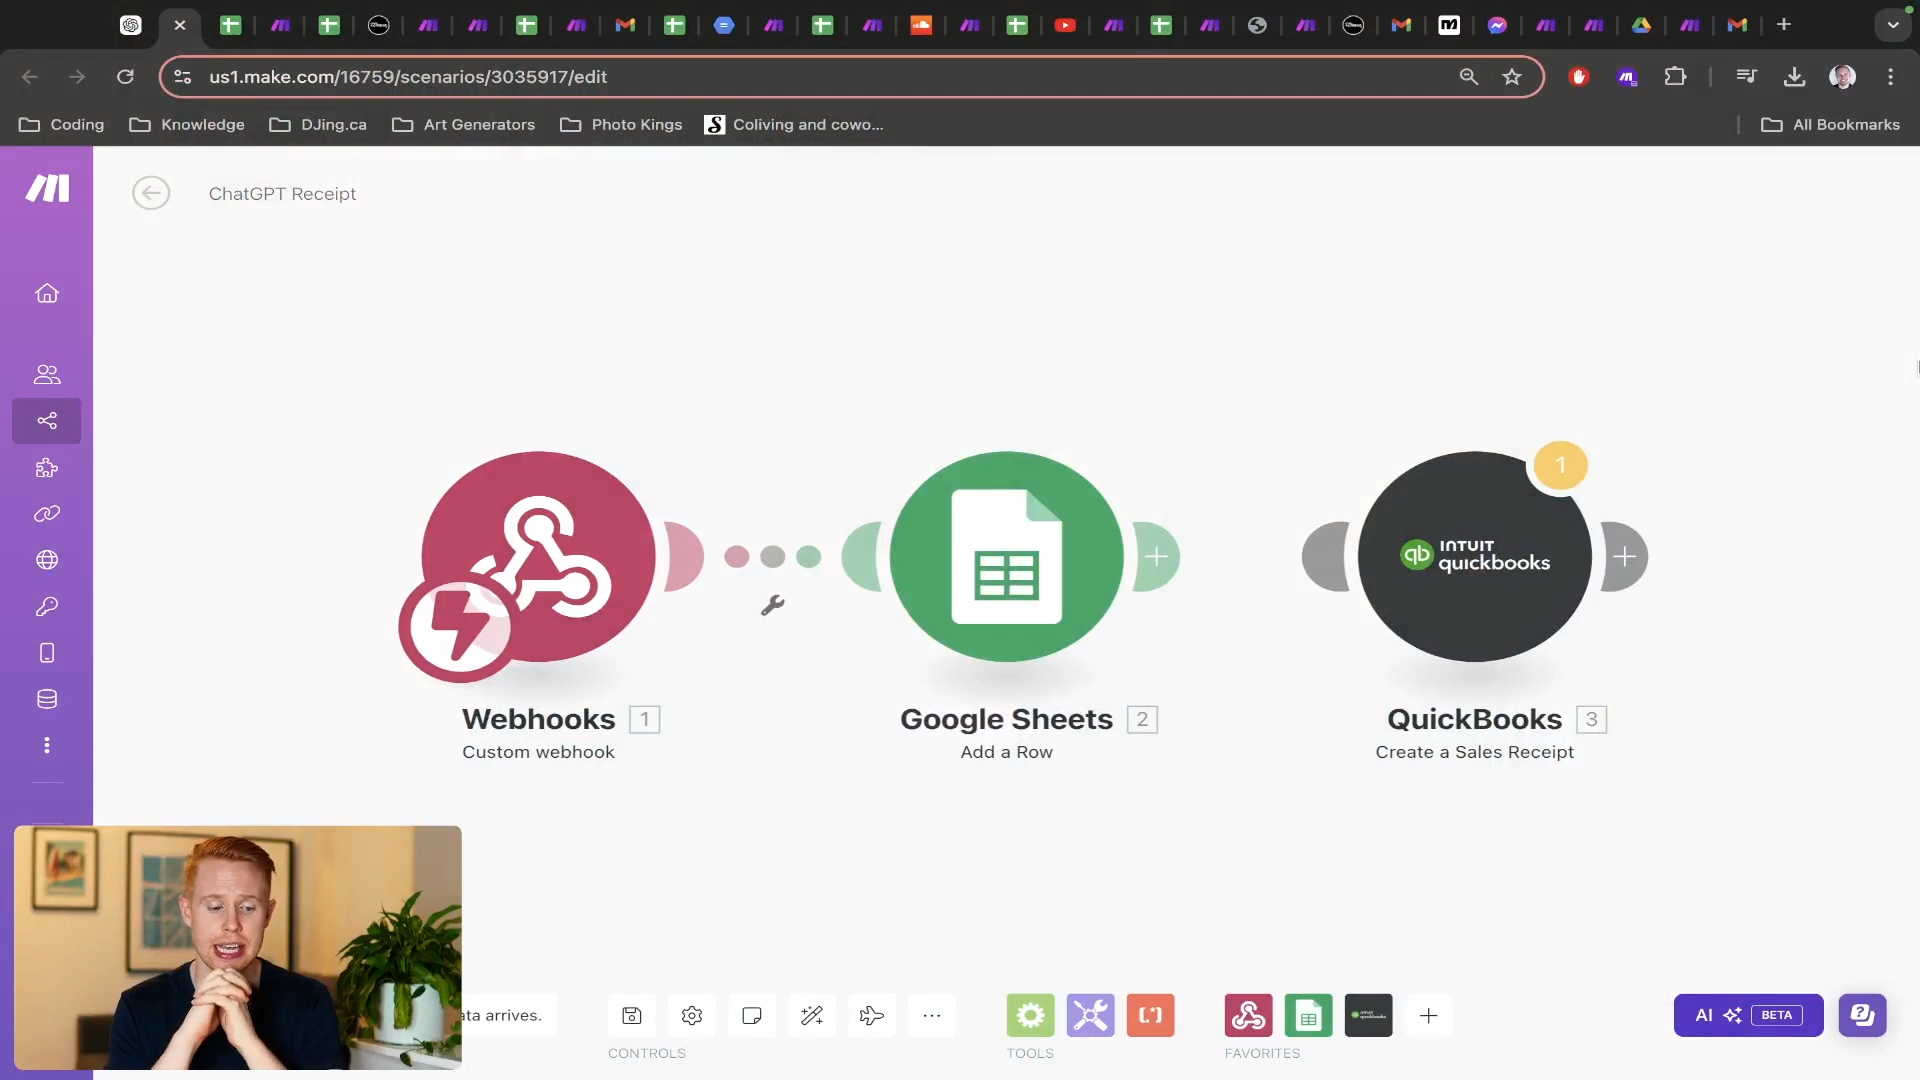 us1.make.com/16759/scenarios/3035917/edit
Coding
Knowledge
DJing.ca
Art Generators
Photo Kings
Coliving and cowo...
All Bookmarks
ChatGPT Receipt
1
INTUIT
qb quickbooks
Webhooks 1
Custom webhook
Google Sheets 2
Add a Row
QuickBooks 3
Create a Sales Receipt
ata arrives.
CONTROLS
TOOLS
FAVORITES
AI BETA